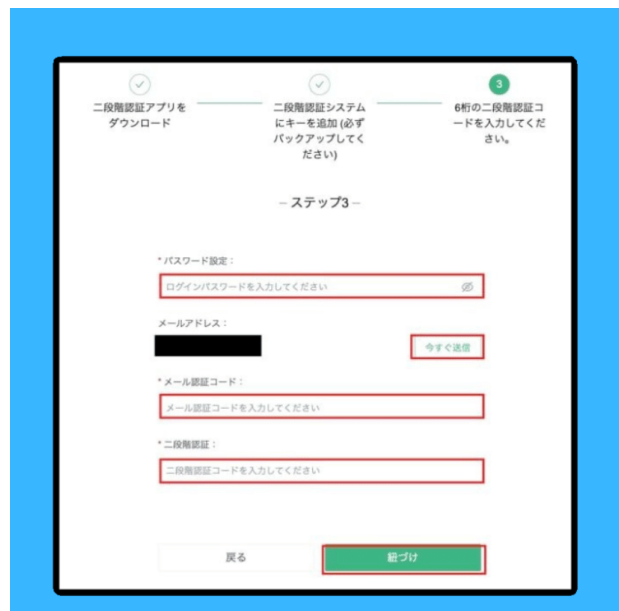 3
二段階認証アプリを
ダウンロード
二段階認証システム
にキーを追加 (必ず
バックアップしてく
ださい)
6桁の二段階認証コ
ードを入力してくだ
さい。
– ステップ3 –
* パスワード設定：
ログインパスワードを入力してください
メールアドレス：
今すぐ送信
* メール認証コード：
メール認証コードを入力してください
* 二段階認証：
二段階認証コードを入力してください
戻る
紐づけ